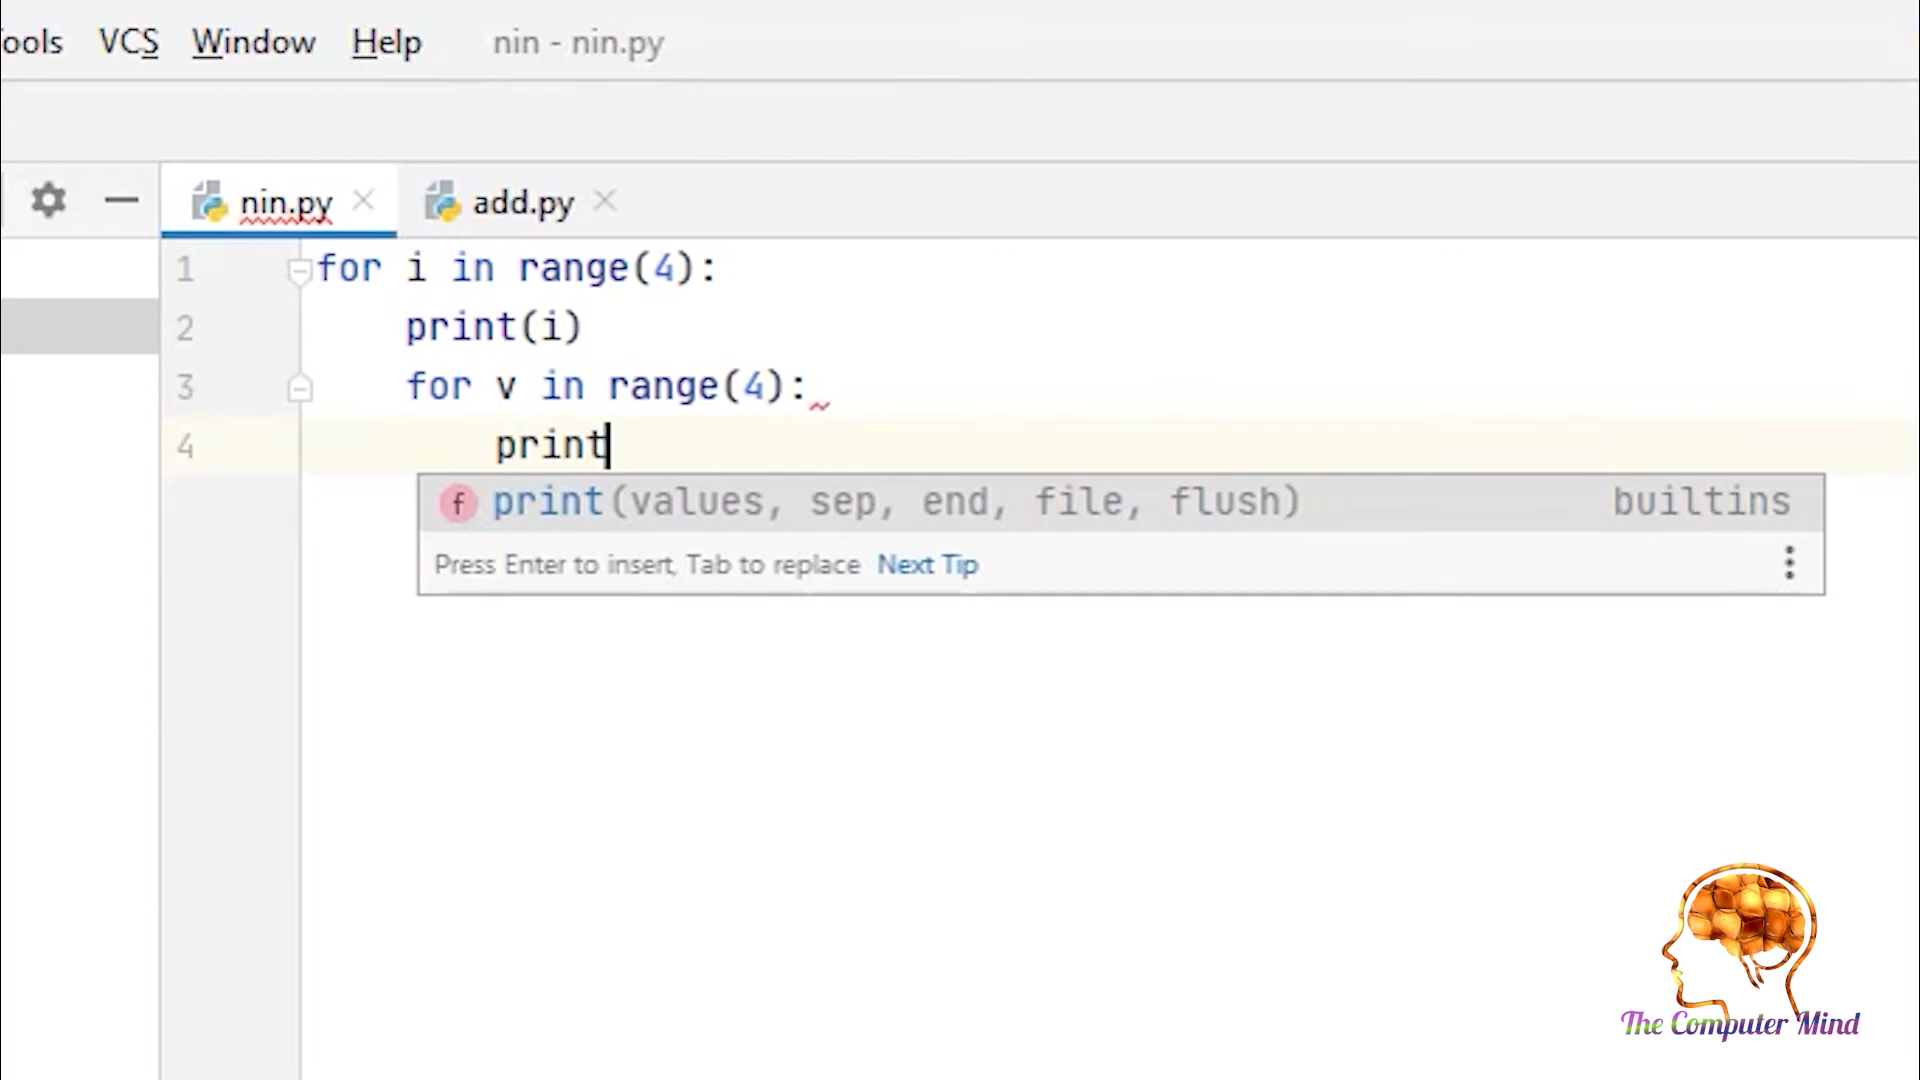 ools VCS Window Help nin - nin.py
nin.py add.py
1 for i in range(4):
2 print(i)
3 for v in range(4):
4 print
f print(values, sep, end, file, flush) builtins
Press Enter to insert, Tab to replace Next Tip
The Computer Mind